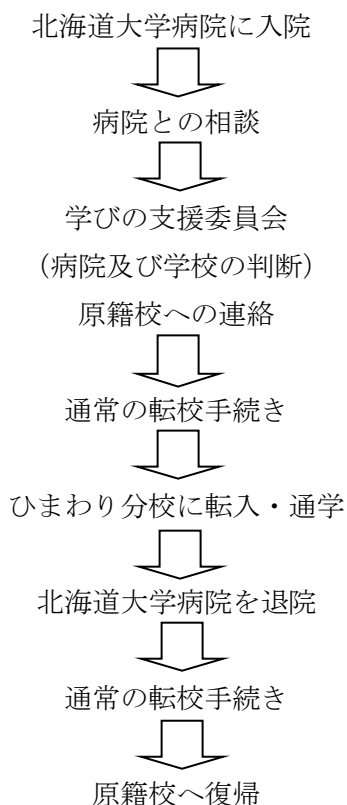 北海道大学病院に入院
病院との相談
学びの支援委員会
（病院及び学校の判断）
原籍校への連絡
通常の転校手続き
ひまわり分校に転入・通学
北海道大学病院を退院
通常の転校手続き
原籍校へ復帰